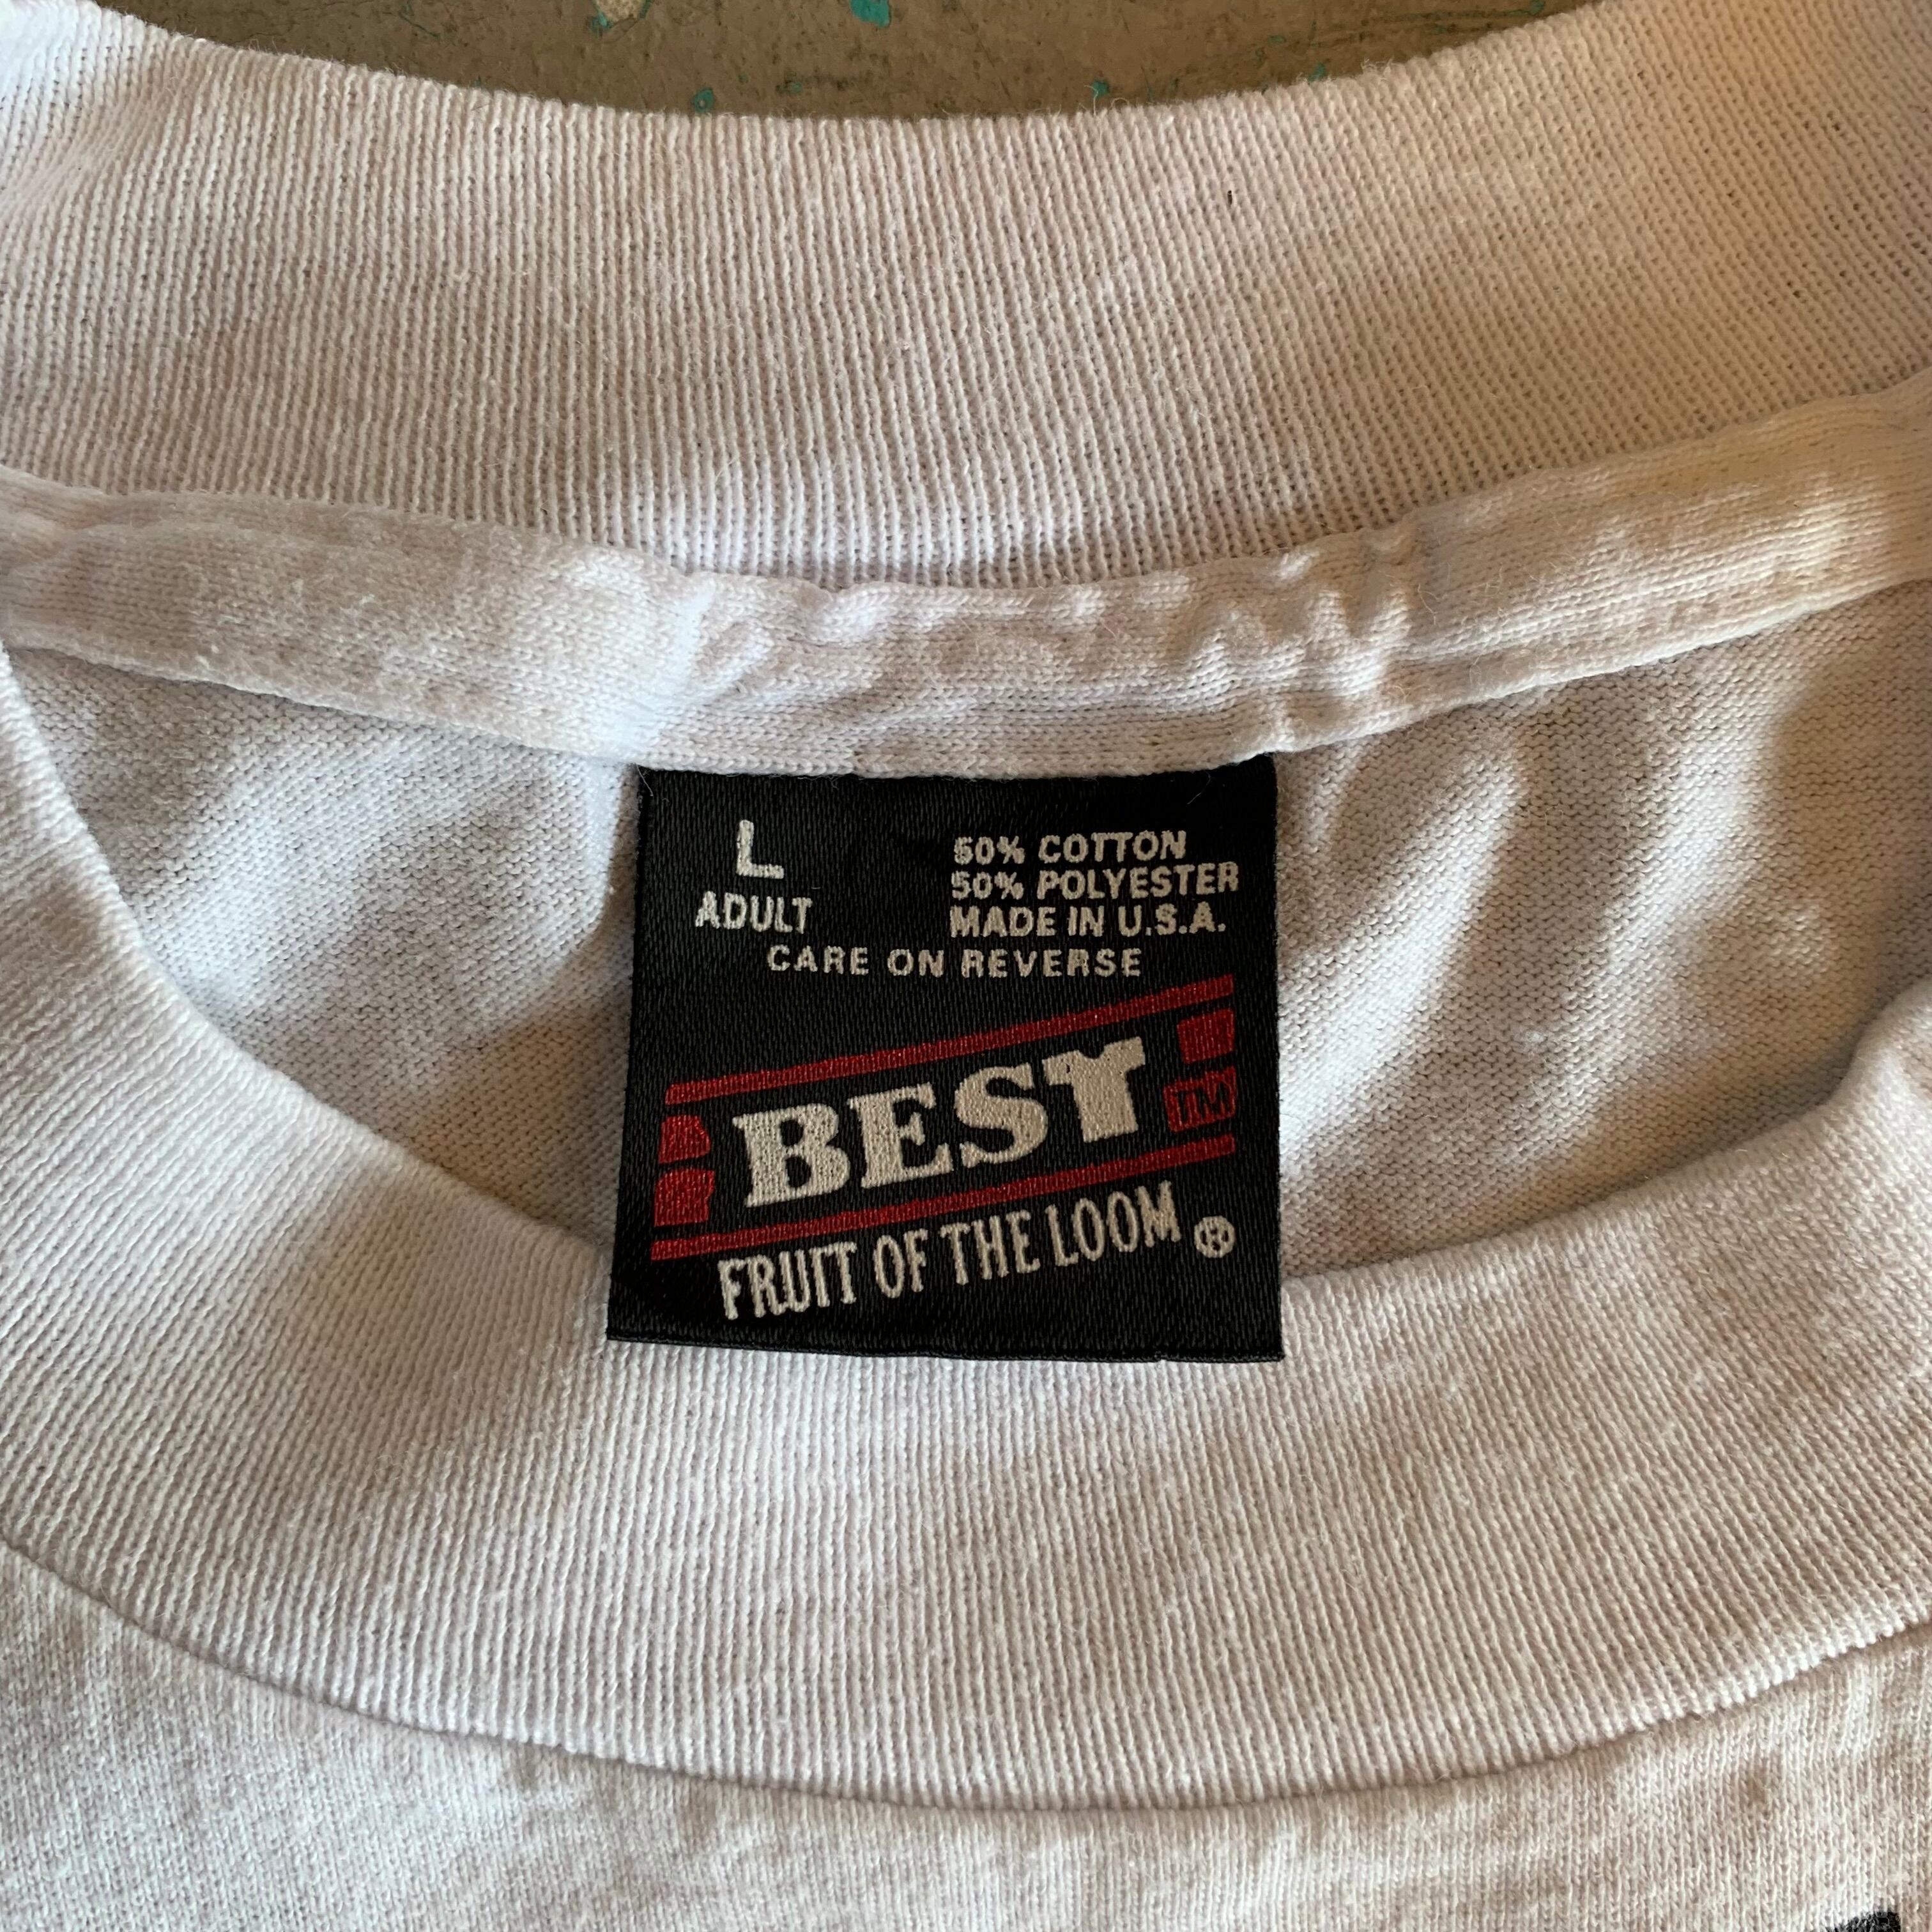 L
ADULT
50% COTTON
50% POLYESTER
MADE IN U.S.A.
CARE ON REVERSE
BEST
TM
FRUIT OF THE LOOM ®